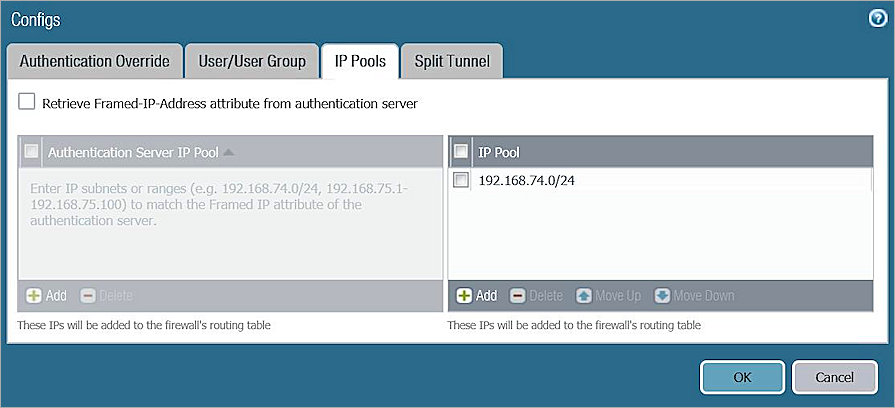 Configs
Authentication Override
User/User Group
IP Pools
Split Tunnel
Retrieve Framed-IP-Address attribute from authentication server
Authentication Server IP Pool
Enter IP subnets or ranges (e.g. 192.168.74.0/24, 192.168.75.1-
192.168.75.100) to match the Framed IP attribute of the
authentication server.
Add Delete
These IPs will be added to the firewall's routing table
IP Pool
192.168.74.0/24
Add Delete Move Up Move Down
These IPs will be added to the firewall's routing table
OK
Cancel